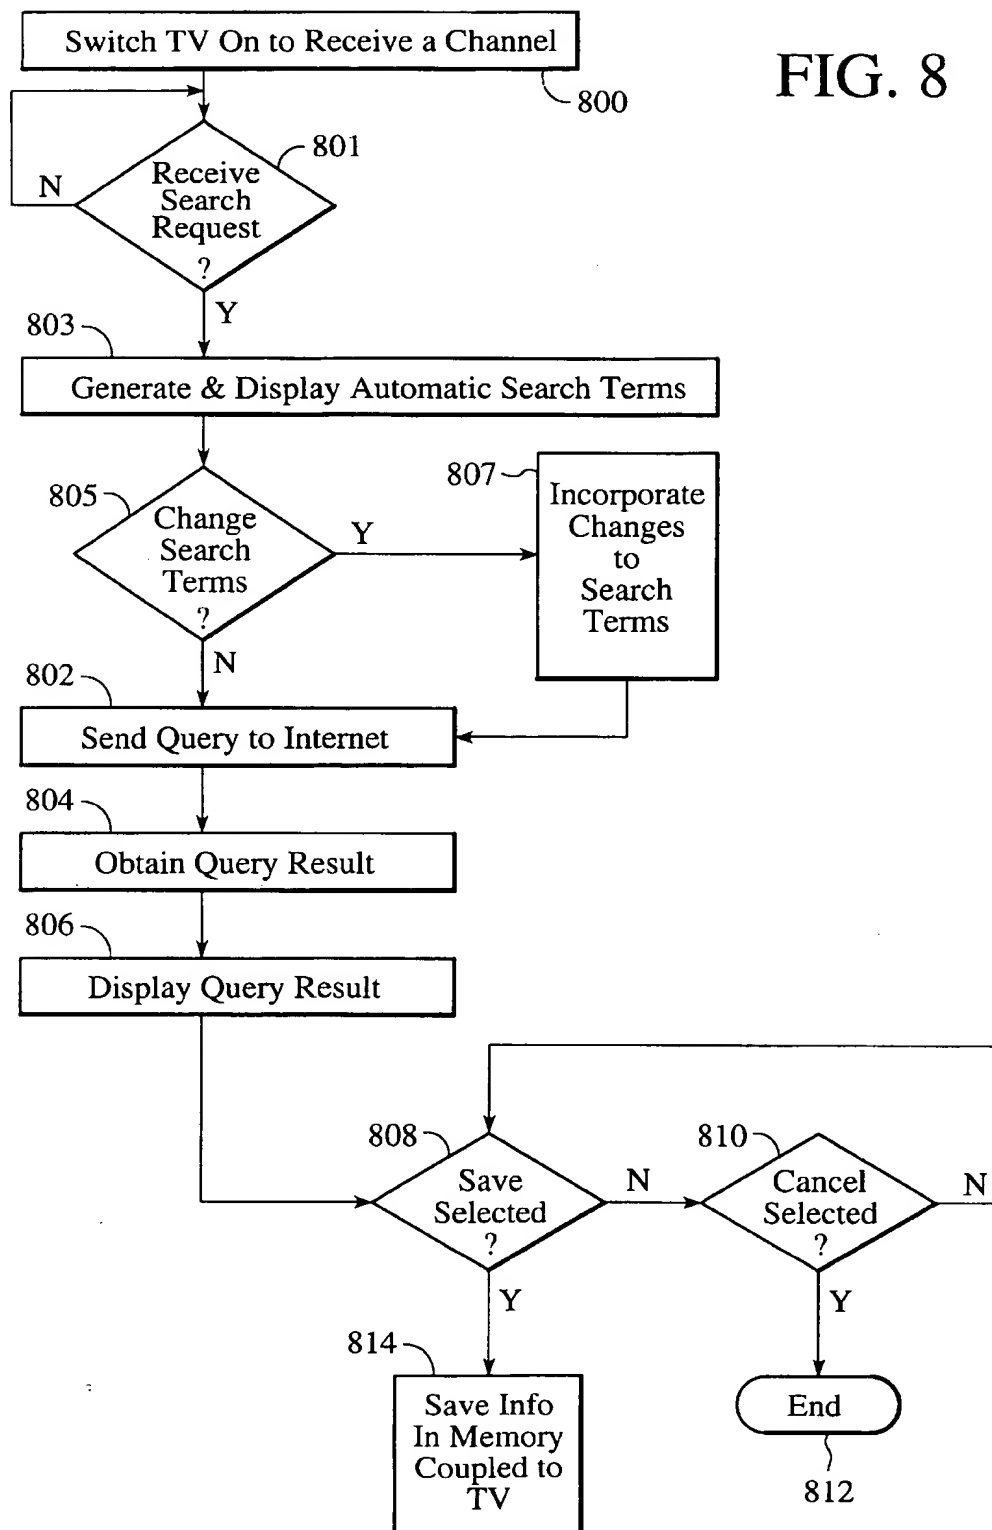 Switch TV On to Receive a Channel
800
FIG. 8
801
Receive
Search
Request
?
N
Y
803
Generate & Display Automatic Search Terms
805
Change
Search
Terms
?
Y
N
807
Incorporate
Changes
to
Search
Terms
802
Send Query to Internet
804
Obtain Query Result
806
Display Query Result
808
Save
Selected
?
N
Y
810
Cancel
Selected
?
N
Y
814
Save Info
In Memory
Coupled to
TV
End
812